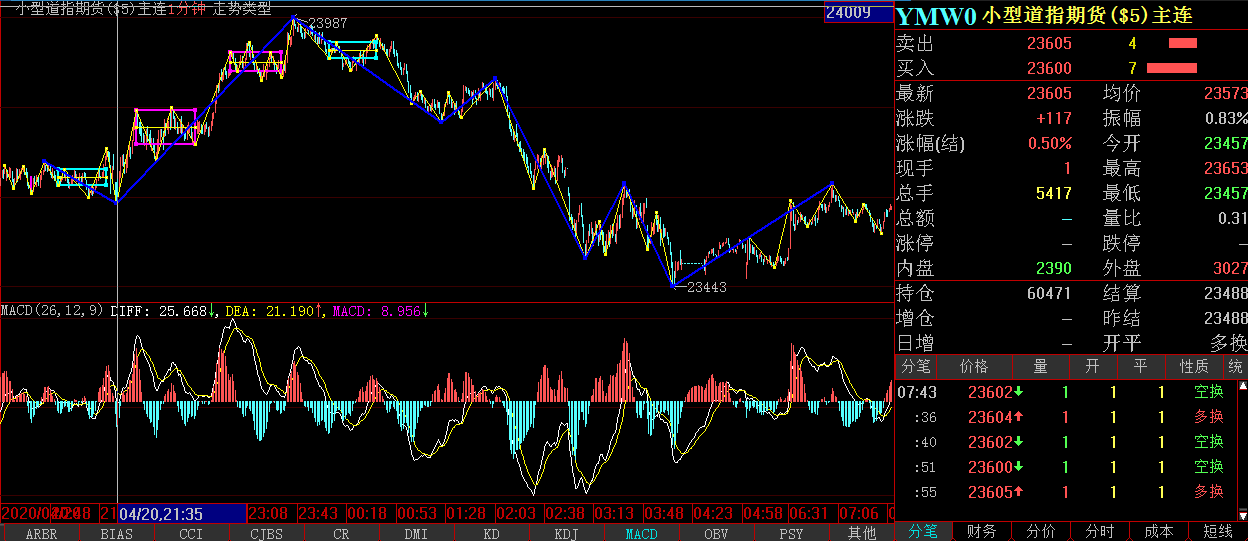 小型道指期货($5)主连1分钟 走势类型
24009
23987
23443
MACD(26,12,9) DIFF: 25.668↓, DEA: 21.190↑, MACD: 8.956↓
04/20,21:35 23:08 23:43 00:18 00:53 01:28 02:03 02:38 03:13 03:48 04:23 04:58 06:31 07:06
ARBR BIAS CCI CJBS CR DMI KD KDJ MACD OBV PSY 其他
YMW0 小型道指期货($5)主连
卖出 23605 4
买入 23600 7
最新 23605 均价 23573
涨跌 +117 振幅 0.83%
涨幅(结) 0.50% 今开 23457
现手 1 最高 23653
总手 5417 最低 23457
总额 — 量比 0.31
涨停 — 跌停 —
内盘 2390 外盘 3027
持仓 60471 结算 23488
增仓 — 昨结 23488
日增 — 开平 多换
分笔 价格 量 开 平 性质 统
07:43 23602↓ 1 1 1 空换
:36 23604↑ 1 1 1 多换
:40 23602↓ 1 1 1 空换
:51 23600↓ 1 1 1 空换
:55 23605↑ 1 1 1 多换
分笔 财务 分价 分时 成本 短线